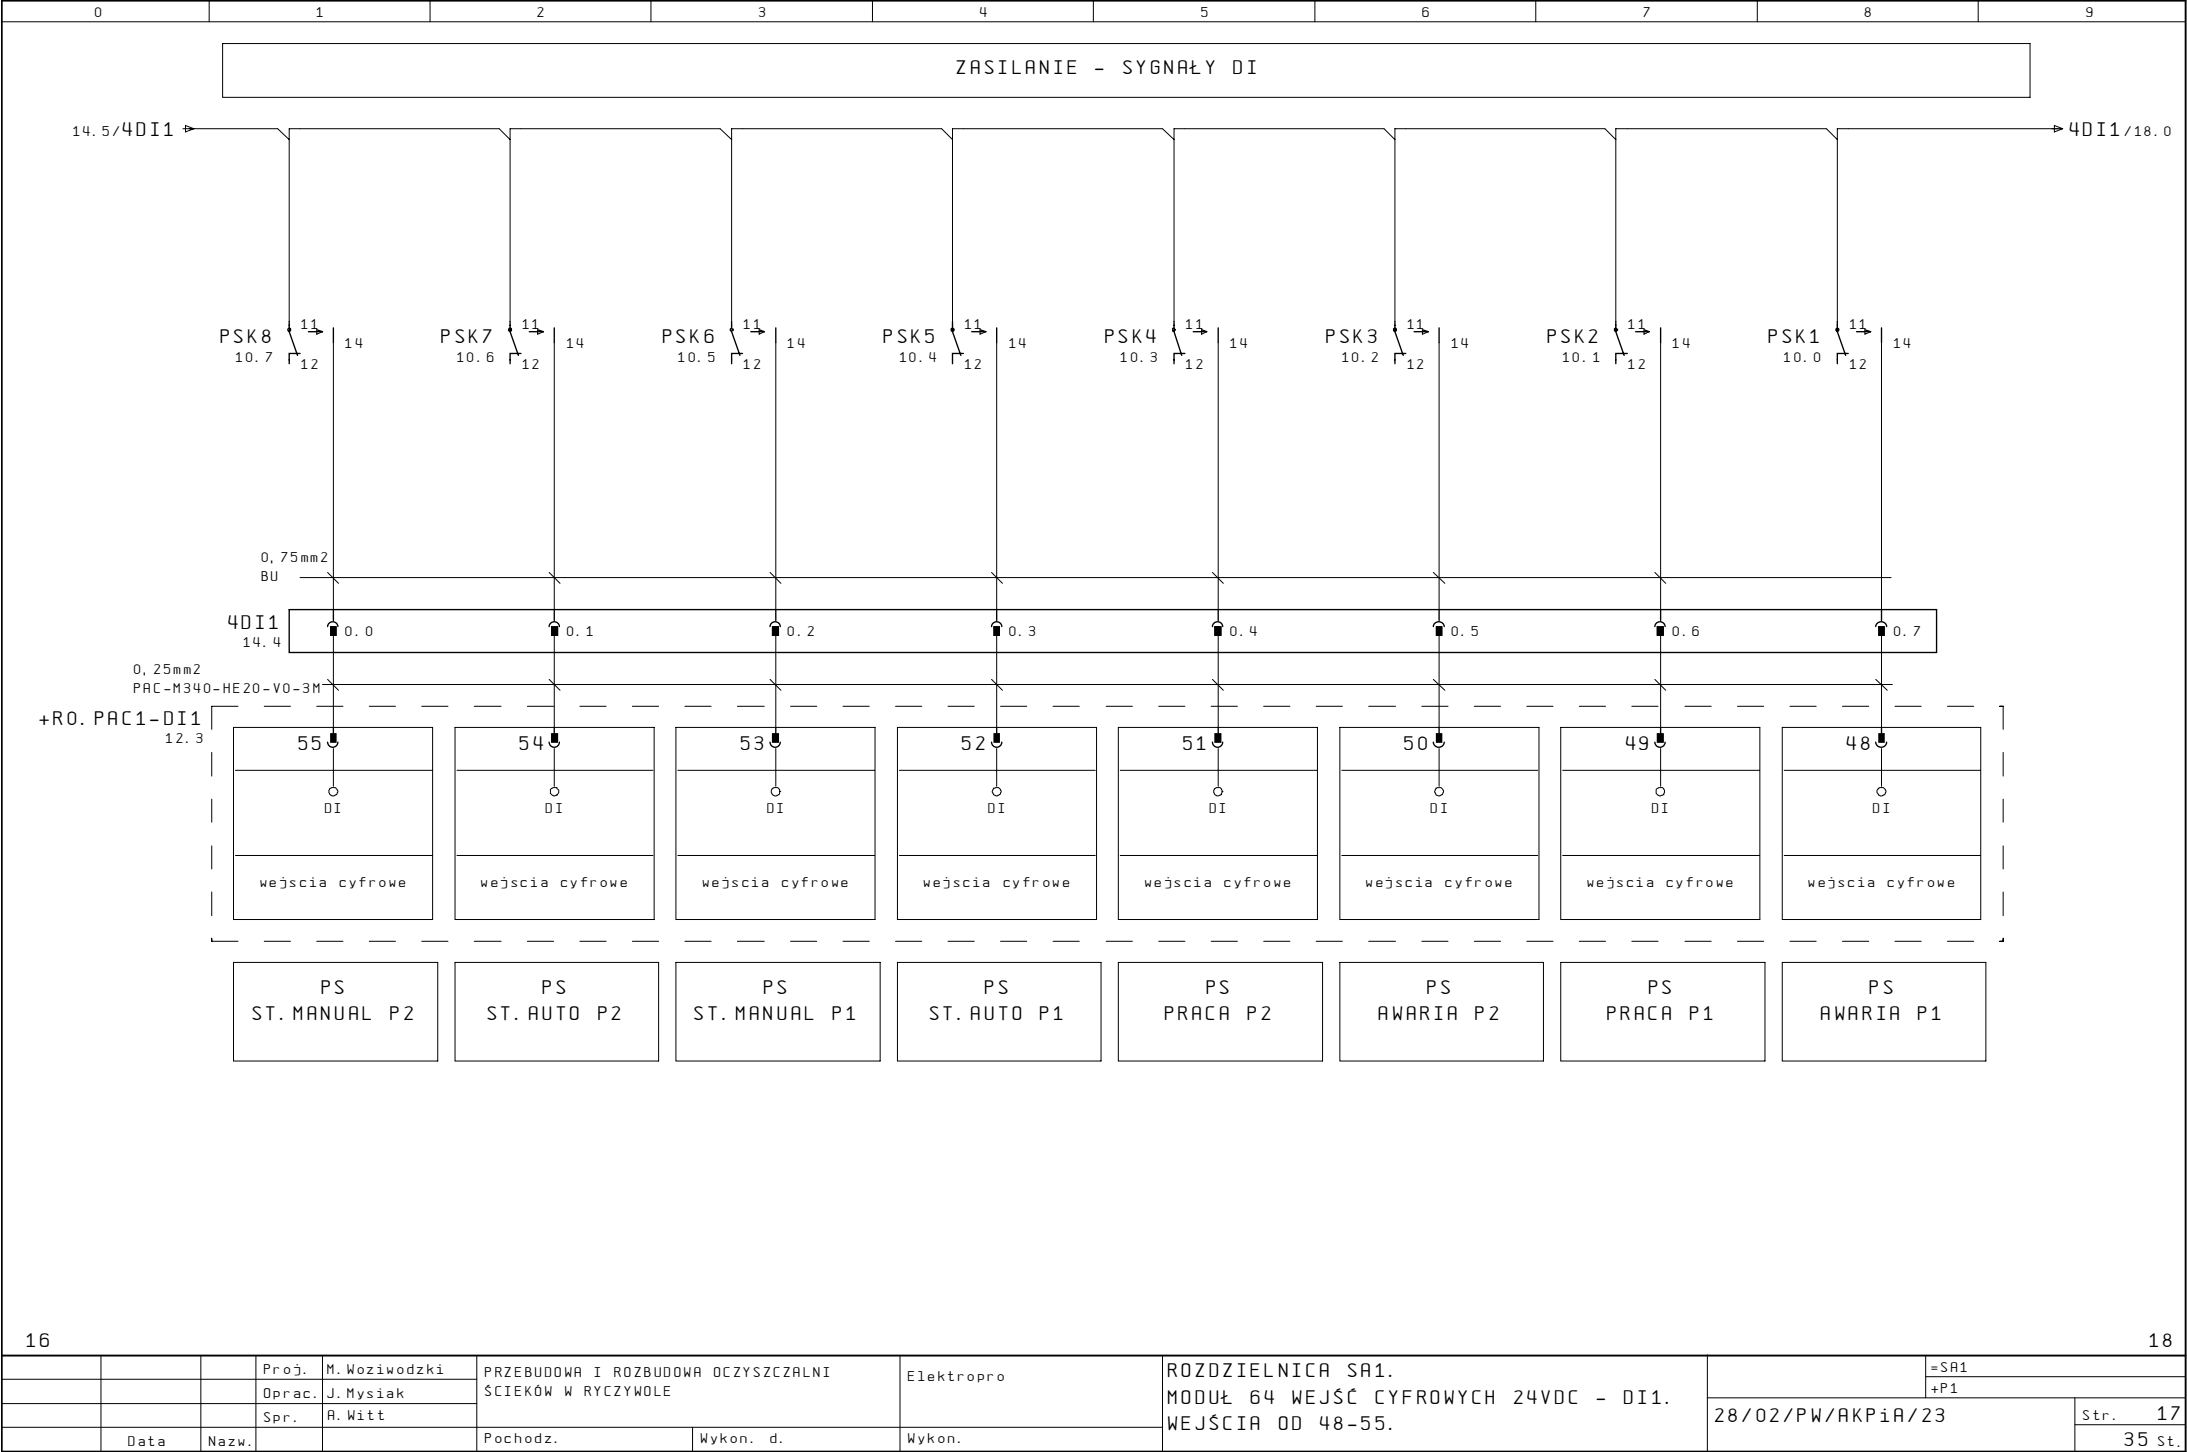 0 1 2 3 4 5 6 7 8 9
ZASILANIE - SYGNAŁY DI
14.5/4DI1
4DI1/18.0
PSK8 11 14
10.7 12
PSK7 11 14
10.6 12
PSK6 11 14
10.5 12
PSK5 11 14
10.4 12
PSK4 11 14
10.3 12
PSK3 11 14
10.2 12
PSK2 11 14
10.1 12
PSK1 11 14
10.0 12
0,75mm2
BU
4DI1 0.0 0.1 0.2 0.3 0.4 0.5 0.6 0.7
14.4
0,25mm2
PAC-M340-HE20-V0-3M
+RO.PAC1-DI1
12.3
55 54 53 52 51 50 49 48
DI DI DI DI DI DI DI DI
wejscia cyfrowe wejscia cyfrowe wejscia cyfrowe wejscia cyfrowe wejscia cyfrowe wejscia cyfrowe wejscia cyfrowe wejscia cyfrowe
PS
ST.MANUAL P2
PS
ST.AUTO P2
PS
ST.MANUAL P1
PS
ST.AUTO P1
PS
PRACA P2
PS
AWARIA P2
PS
PRACA P1
PS
AWARIA P1
16
18
Proj. M.Woziwodzki
Oprac. J.Mysiak
Spr. A.Witt
Data Nazw.
PRZEBUDOWA I ROZBUDOWA OCZYSZCZALNI
ŚCIEKÓW W RYCZYWOLE
Pochodz. Wykon. d.
Elektropro
Wykon.
ROZDZIELNICA SA1.
MODUŁ 64 WEJŚĆ CYFROWYCH 24VDC - DI1.
WEJŚCIA OD 48-55.
=SA1
+P1
28/02/PW/AKPiA/23
Str. 17
35 St.